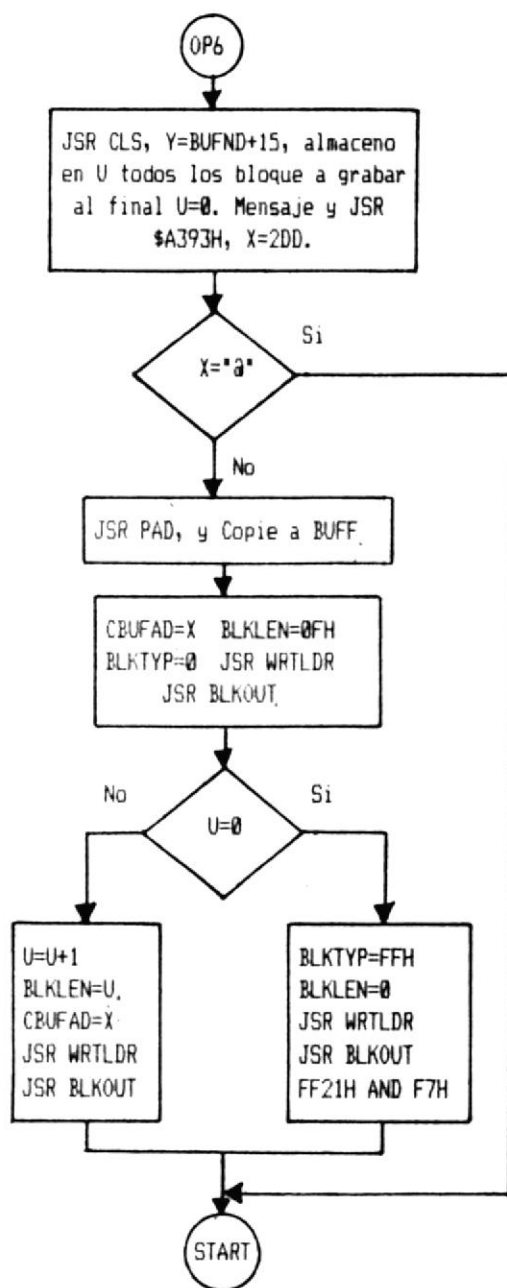 OP6
JSR CLS, Y=BUFND+15, almaceno
en U todos los bloque a grabar
al final U=0. Mensaje y JSR
$A393H, X=2DD.
Si
X="@"
No
JSR PAD, y Copie a BUFF
CBUFAD=X BLKLEN=0FH
BLKTYP=0 JSR WRTLDR
JSR BLKOUT
No
Si
U=0
U=U+1
BLKLEN=U.
CBUFAD=X
JSR WRTLDR
JSR BLKOUT
BLKTYP=FFH
BLKLEN=0
JSR WRTLDR
JSR BLKOUT
FF21H AND F7H
START